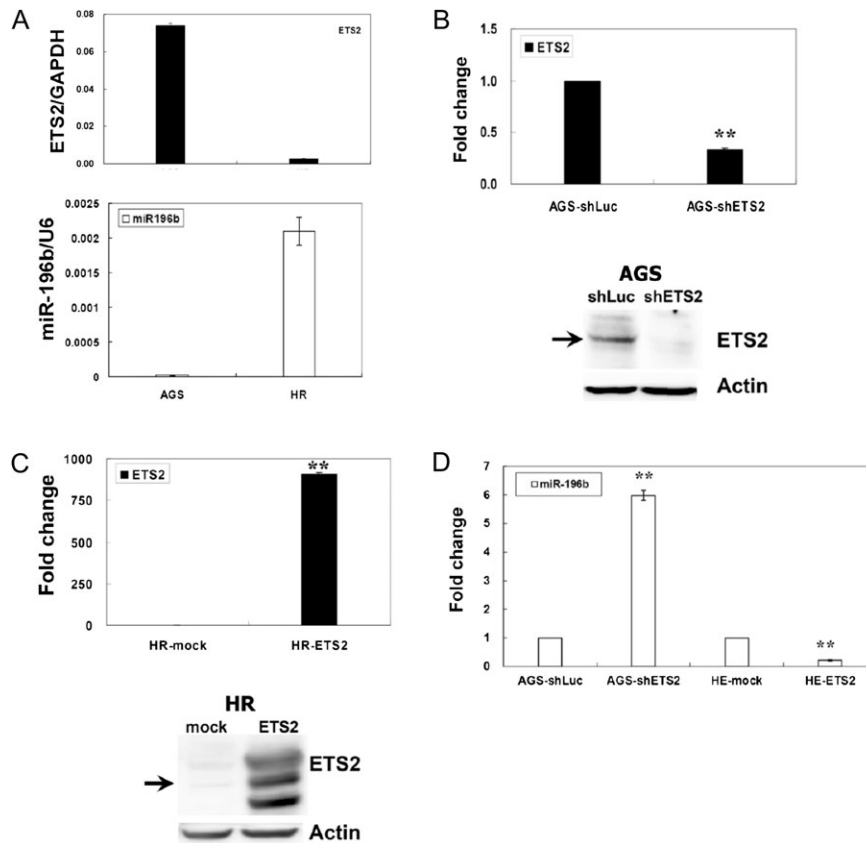 A
ETS2/GAPDH
0.08
0.06
0.04
0.02
0.00
ETS2
miR-196b/U6
0.0025
0.002
0.0015
0.001
0.0005
0
miR196b
AGS
HR
B
Fold change
1.0
0.5
0.0
ETS2
**
AGS-shLuc
AGS-shETS2
AGS
shLuc shETS2
ETS2
Actin
C
Fold change
1000
750
500
250
0
ETS2
**
HR-mock
HR-ETS2
HR
mock ETS2
ETS2
Actin
D
Fold change
7
6
5
4
3
2
1
0
miR-196b
**
**
AGS-shLuc
AGS-shETS2
HE-mock
HE-ETS2